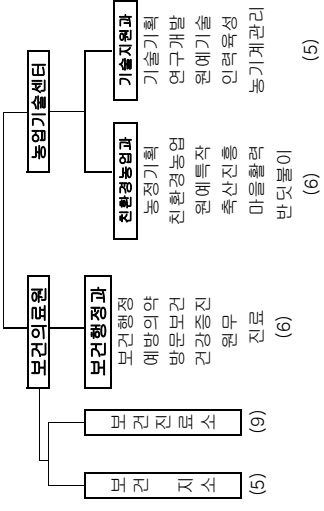 보건의료원
농업기술센터
보건행정과
보건행정
예방의약
방문보건
건강증진
원무
진료
(6)
친환경농업과
농정기획
친환경농업
원예특작
축산진흥
마을활력
반딧불이
(6)
기술지원과
기술기획
연구개발
원예기술
인력육성
농기계관리
(5)
보건 지소
(5)
보건진료소
(9)